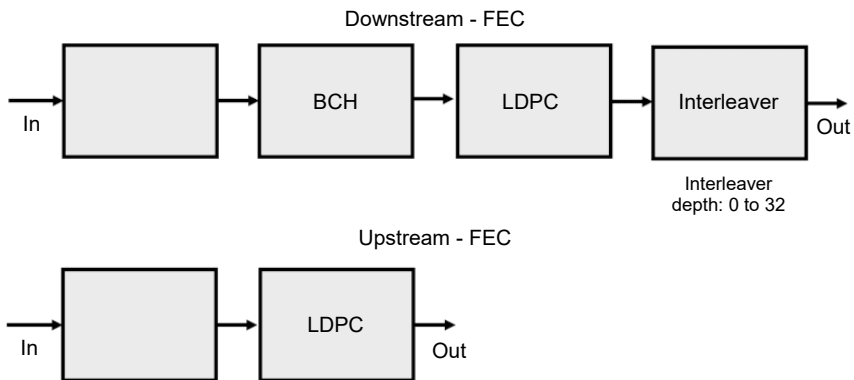 Downstream - FEC
BCH
LDPC
Interleaver
In
Out
Interleaver
depth: 0 to 32
Upstream - FEC
LDPC
In
Out